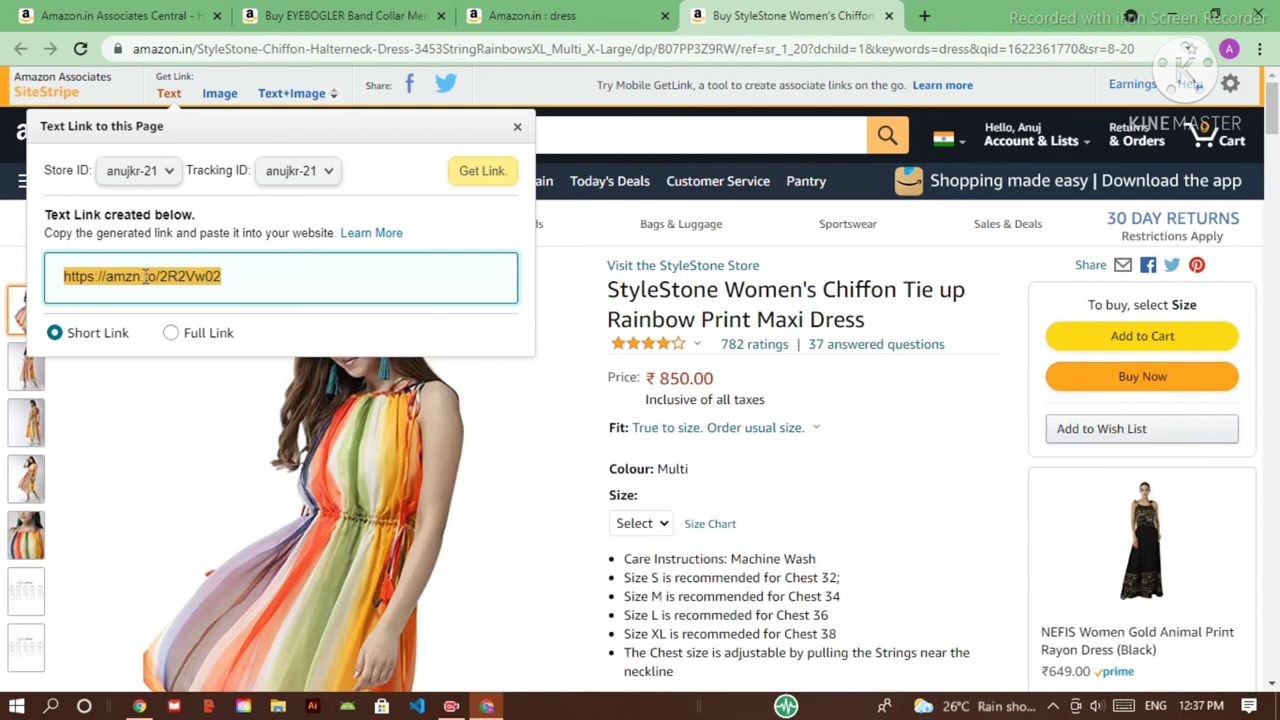 Amazon Associates Central - H
Buy EYEBOGLER Band Collar Me
Amazon.in : dress
Buy StyleStone Women's Chiffon
Recorded with iFun Screen Recorder
amazon.in/StyleStone-Chiffon-Halterneck-Dress-3453StringRainbowsXL_Multi_X-Large/dp/B07PP3Z9RW/ref=sr_1_20?dchild=1&keywords=dress&qid=1622361770&sr=8-20
A
Amazon Associates
SiteStripe
Get Link:
Text
Image
Text+Image
Share:
Try Mobile GetLink, a tool to create associate links on the go. Learn more
Earnings
Help
K
KINEMASTER
Text Link to this Page
Store ID: anujkr-21 Tracking ID: anujkr-21 Get Link.
Text Link created below.
Copy the generated link and paste it into your website. Learn More
https://amzn.to/2R2Vw02
Short Link
Full Link
Hello, Anuj
Account & Lists
Returns
& Orders
Cart
Today's Deals
Customer Service
Pantry
Shopping made easy | Download the app
Bags & Luggage
Sportswear
Sales & Deals
30 DAY RETURNS
Restrictions Apply
Visit the StyleStone Store
StyleStone Women's Chiffon Tie up
Rainbow Print Maxi Dress
782 ratings | 37 answered questions
Price: ₹ 850.00
Inclusive of all taxes
Fit: True to size. Order usual size.
Colour: Multi
Size:
Select
Size Chart
Care Instructions: Machine Wash
Size S is recommended for Chest 32;
Size M is recommended for Chest 34
Size L is recommeded for Chest 36
Size XL is recommeded for Chest 38
The Chest size is adjustable by pulling the Strings near the
neckline
Share
To buy, select Size
Add to Cart
Buy Now
Add to Wish List
NEFIS Women Gold Animal Print
Rayon Dress (Black)
₹649.00 prime
26°C Rain sho...
ENG
12:37 PM